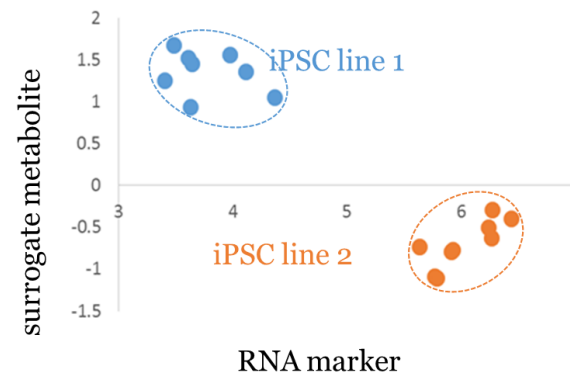 2
1.5
iPSC line 1
1
0.5
0
3 4 5 6
-0.5
iPSC line 2
-1
-1.5
surrogate metabolite
RNA marker